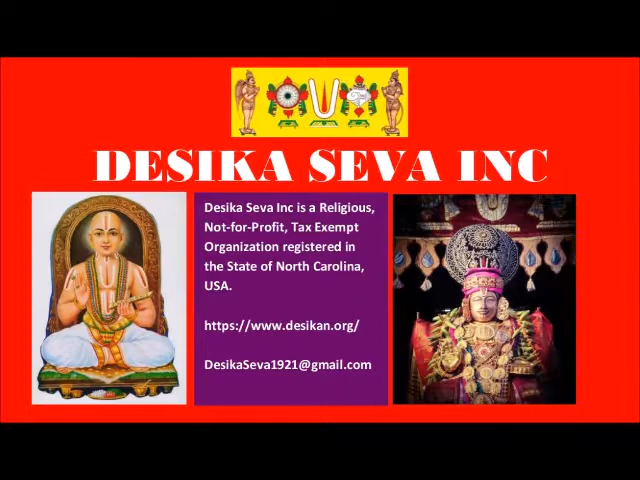 DESIKA SEVA INC
Desika Seva Inc is a Religious,
Not-for-Profit, Tax Exempt
Organization registered in
the State of North Carolina,
USA.
https://www.desikan.org/
DesikaSeva1921@gmail.com